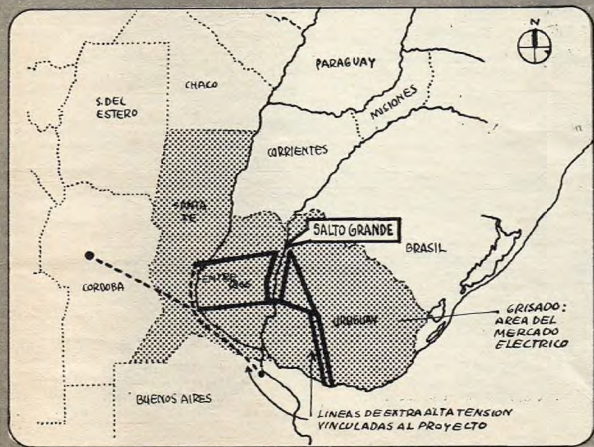 N
PARAGUAY
CHACO
S. DEL
ESTERO
MISIONES
CORRIENTES
SANTA
FE
SALTO GRANDE
BRASIL
ENTRE
RIOS
CORDOBA
URUGUAY
GRISADO:
AREA DEL
MERCADO
ELECTRICO
BUENOS AIRES
LINEAS DE EXTRA ALTA TENSION
VINCULADAS AL PROYECTO